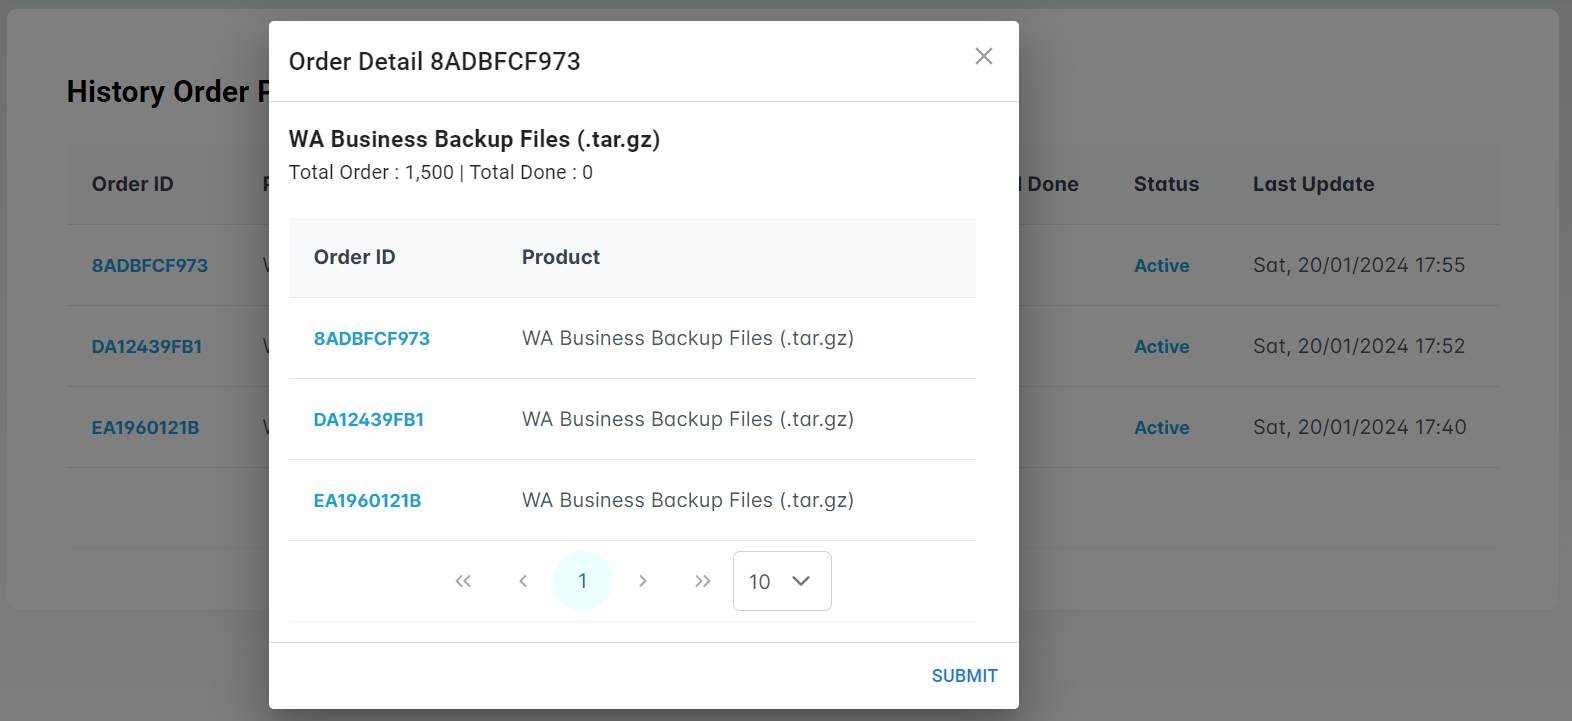 Order Detail 8ADBFCF973
History Order
WA Business Backup Files (.tar.gz)
Total Order : 1,500 | Total Done : 0
Order ID Done Status Last Update
Order ID Product
8ADBFCF973 Active Sat, 20/01/2024 17:55
8ADBFCF973 WA Business Backup Files (.tar.gz)
DA12439FB1 Active Sat, 20/01/2024 17:52
DA12439FB1 WA Business Backup Files (.tar.gz)
EA1960121B Active Sat, 20/01/2024 17:40
EA1960121B WA Business Backup Files (.tar.gz)
1 10
SUBMIT